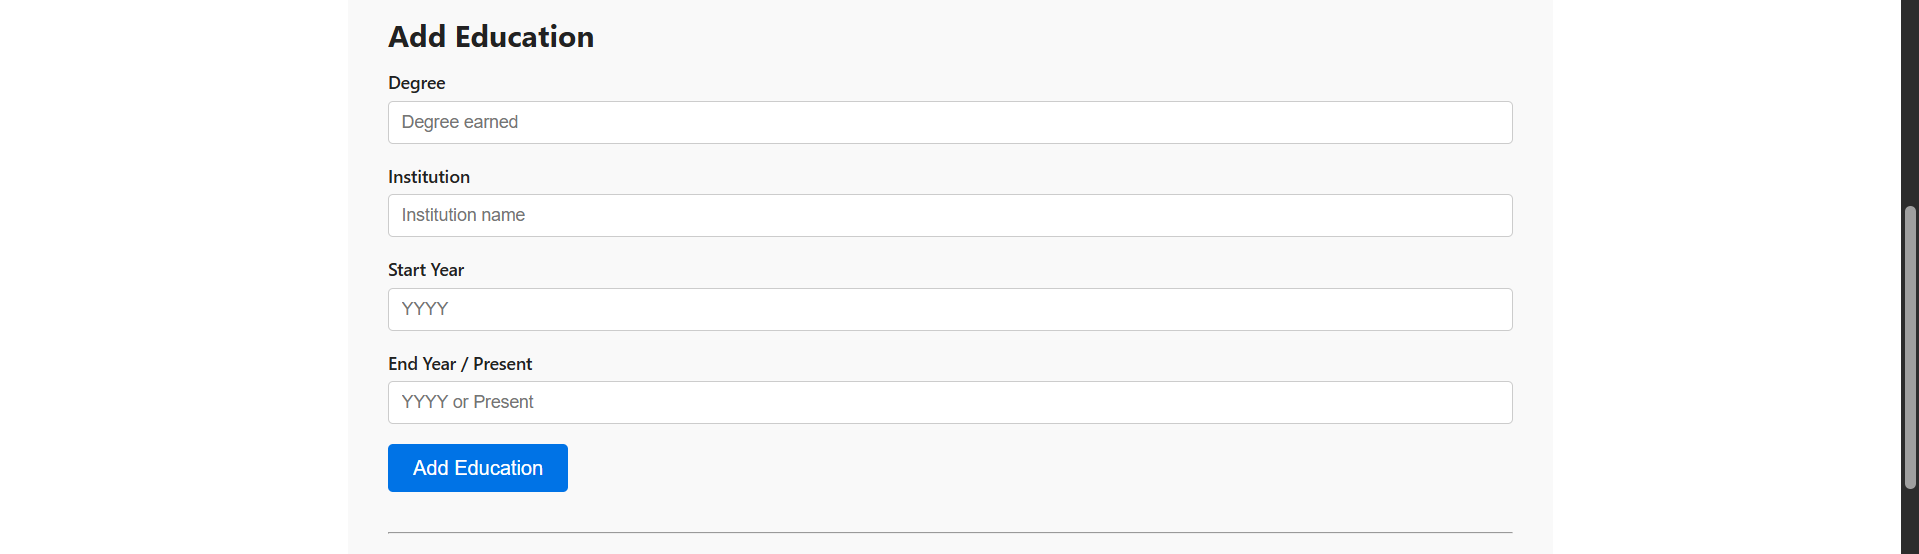 Add Education
Degree
Degree earned
Institution
Institution name
Start Year
YYYY
End Year / Present
YYYY or Present
Add Education